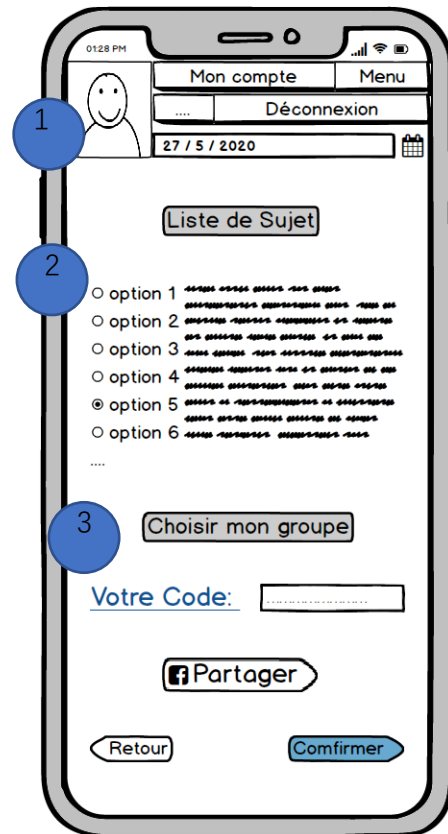 01:28 PM
Mon compte Menu
.... Déconnexion
1
27 / 5 / 2020
Liste de Sujet
2
option 1
option 2
option 3
option 4
option 5
option 6
....
3
Choisir mon groupe
Votre Code: ......................
Partager
Retour Comfirmer